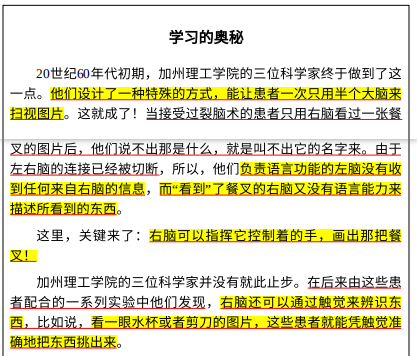 学习的奥秘
20世纪60年代初期，加州理工学院的三位科学家终于做到了这
一点。他们设计了一种特殊的方式，能让患者一次只用半个大脑来
扫视图片。这就成了！当接受过裂脑术的患者只用右脑看过一张餐
叉的图片后，他们说不出那是什么，就是叫不出它的名字来。由于
左右脑的连接已经被切断，所以，他们负责语言功能的左脑没有收
到任何来自右脑的信息，而“看到”了餐叉的右脑又没有语言能力来
描述所看到的东西。
这里，关键来了：右脑可以指挥它控制着的手，画出那把餐
叉！
加州理工学院的三位科学家并没有就此止步。在后来由这些患
者配合的一系列实验中他们发现，右脑还可以通过触觉来辨识东
西，比如说，看一眼水杯或者剪刀的图片，这些患者就能凭触觉准
确地把东西挑出来。